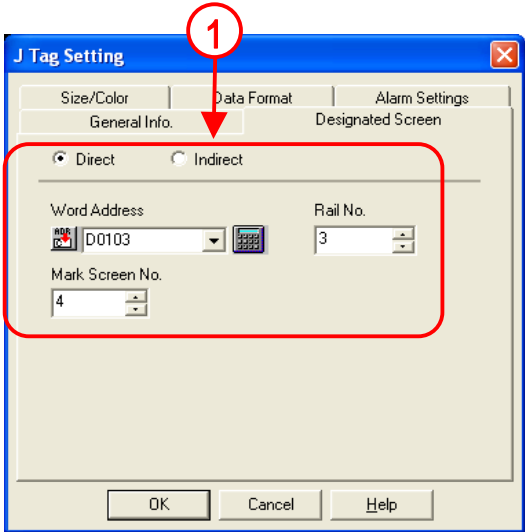 1
J Tag Setting
Size/Color Data Format Alarm Settings
General Info. Designated Screen
Direct Indirect
Word Address Rail No.
ADR C D0103 3
Mark Screen No.
4
OK Cancel Help